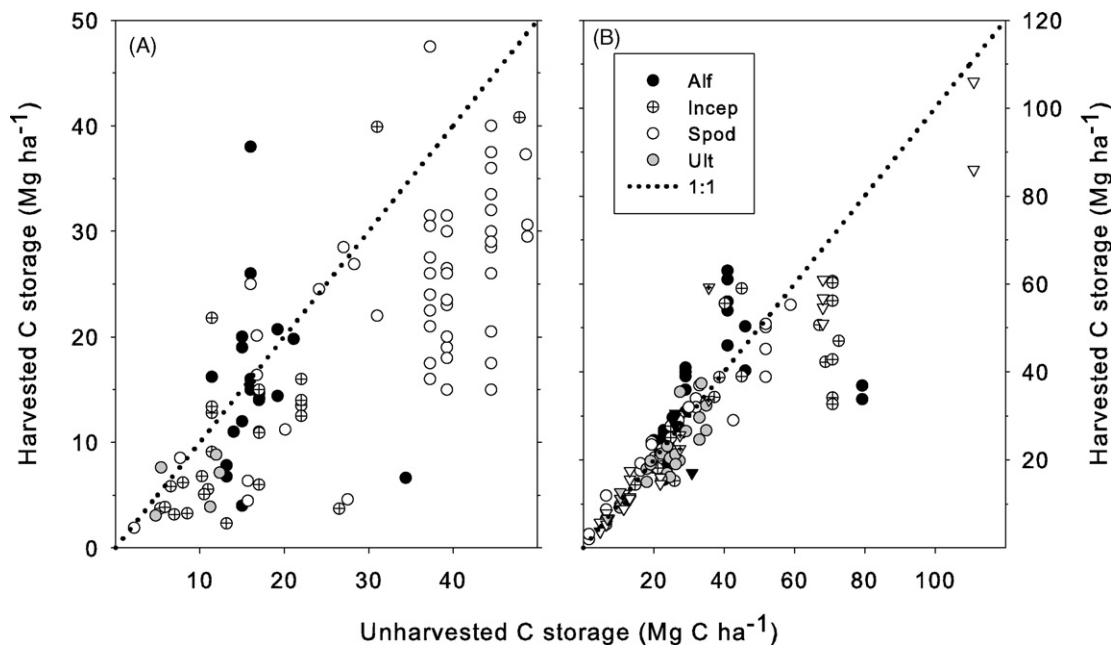 (A)
50
40
30
20
10
0
Harvested C storage (Mg ha⁻¹)
10 20 30 40
(B)
Alf
Incep
Spod
Ult
1:1
120
100
80
60
40
20
Harvested C storage (Mg ha⁻¹)
20 40 60 80 100
Unharvested C storage (Mg C ha⁻¹)